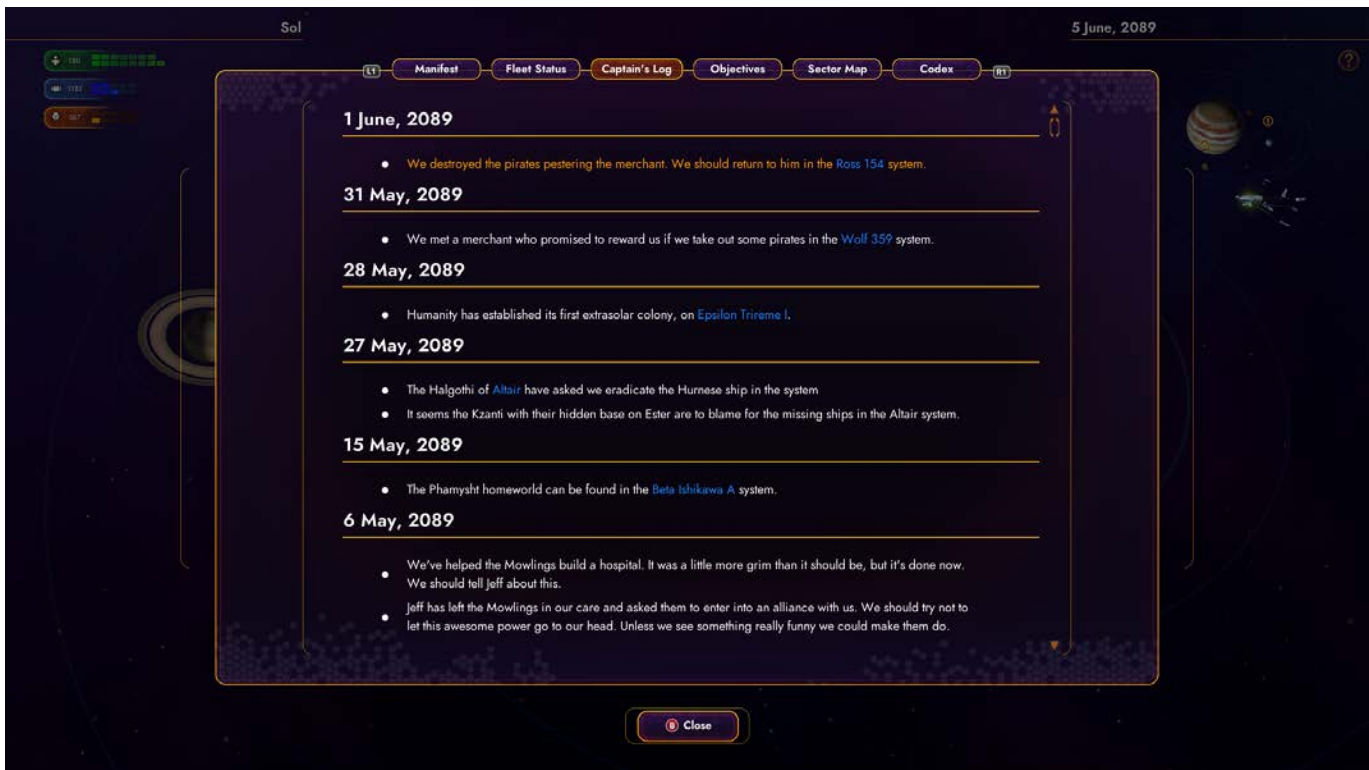 Sol
5 June, 2089
L1 Manifest Fleet Status Captain's Log Objectives Sector Map Codex R1
?
1 June, 2089
We destroyed the pirates pestering the merchant. We should return to him in the Ross 154 system.
31 May, 2089
We met a merchant who promised to reward us if we take out some pirates in the Wolf 359 system.
28 May, 2089
Humanity has established its first extrasolar colony, on Epsilon Trireme I.
27 May, 2089
The Halgothi of Altair have asked we eradicate the Hurnese ship in the system
It seems the Kzanti with their hidden base on Ester are to blame for the missing ships in the Altair system.
15 May, 2089
The Phamysht homeworld can be found in the Beta Ishikawa A system.
6 May, 2089
We've helped the Mowlings build a hospital. It was a little more grim than it should be, but it's done now.
We should tell Jeff about this.
Jeff has left the Mowlings in our care and asked them to enter into an alliance with us. We should try not to
let this awesome power go to our head. Unless we see something really funny we could make them do.
B Close